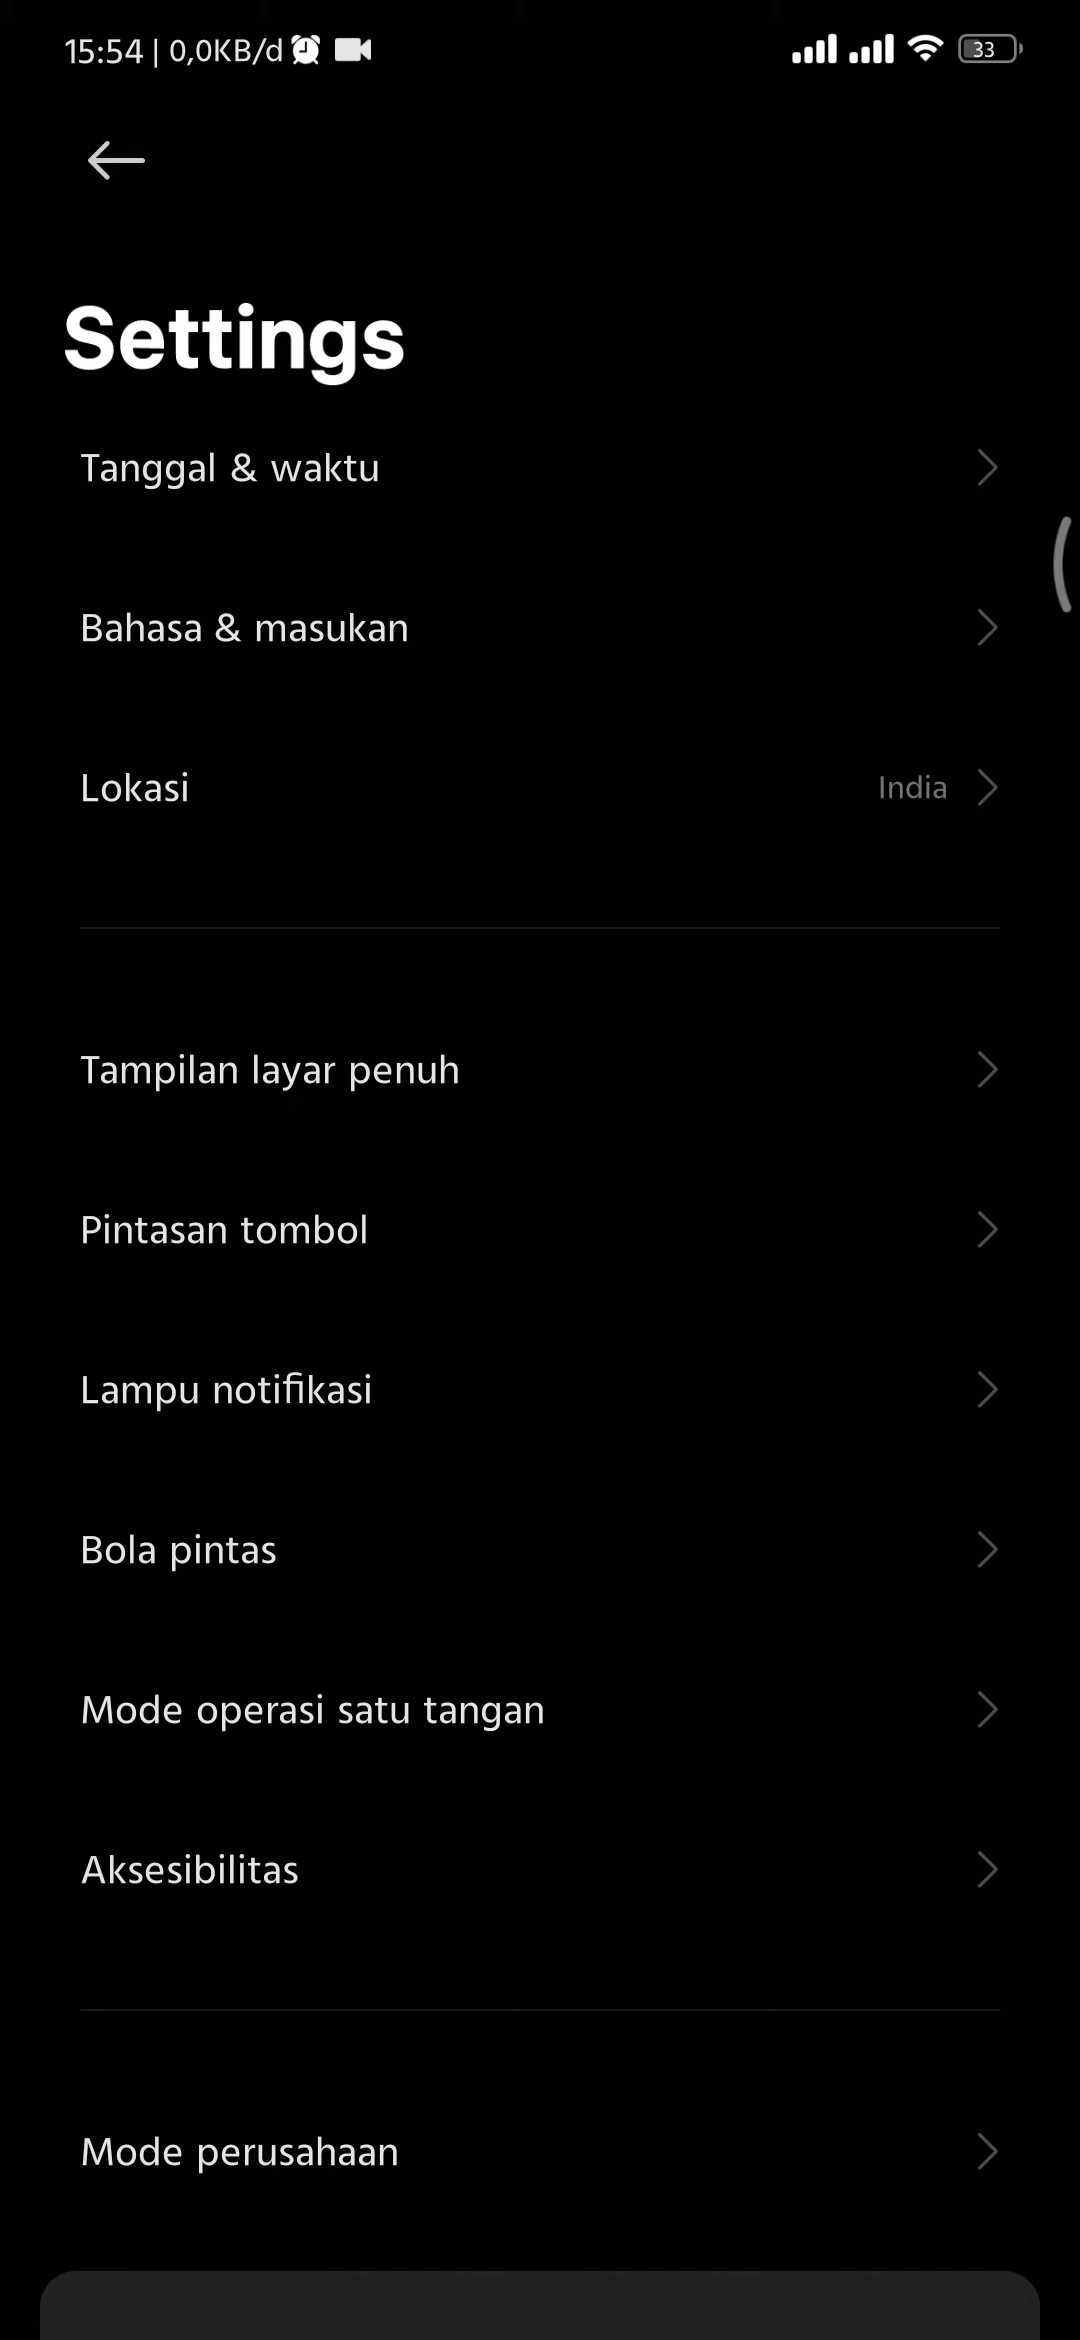 15:54 | 0,0KB/d
33
Settings
Tanggal & waktu
Bahasa & masukan
Lokasi India
Tampilan layar penuh
Pintasan tombol
Lampu notifikasi
Bola pintas
Mode operasi satu tangan
Aksesibilitas
Mode perusahaan